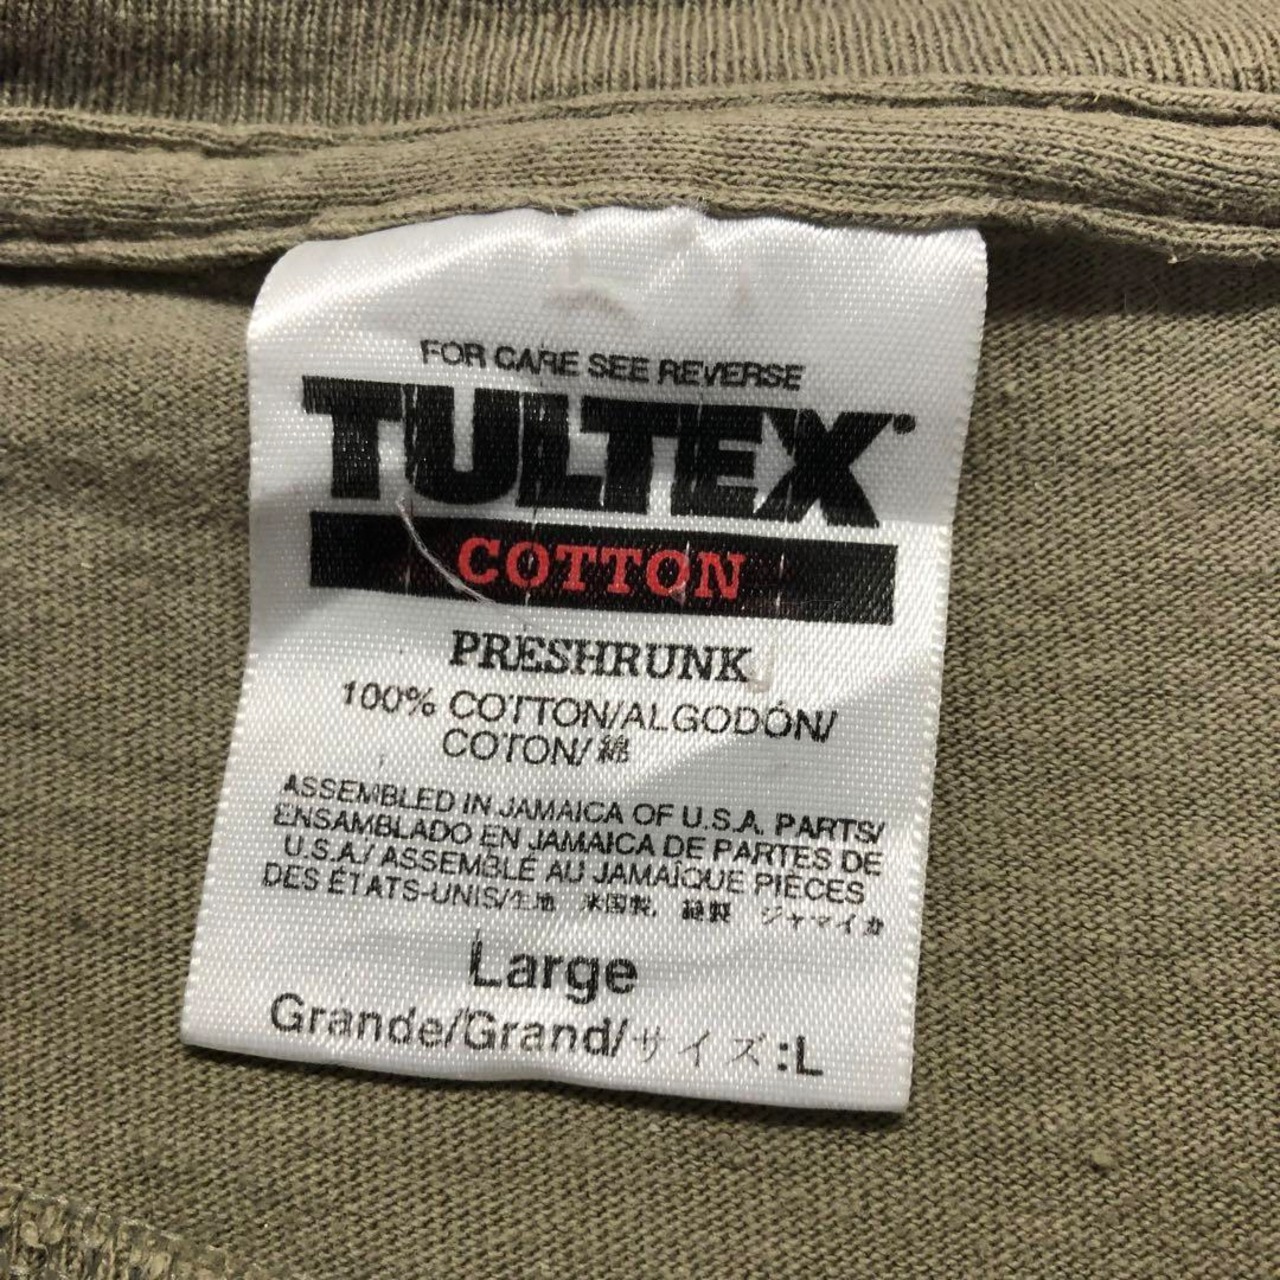 FOR CARE SEE REVERSE
TULTEX
COTTON
PRESHRUNK
100% COTTON/ALGODÓN/
COTON/綿
ASSEMBLED IN JAMAICA OF U.S.A. PARTS/
ENSAMBLADO EN JAMAICA DE PARTES DE
U.S.A./ ASSEMBLÉ AU JAMAIQUE PIÈCES
DES ÉTATS-UNIS/生地 米国製, 縫製 ジャマイカ
Large
Grande/Grand/サイズ:L